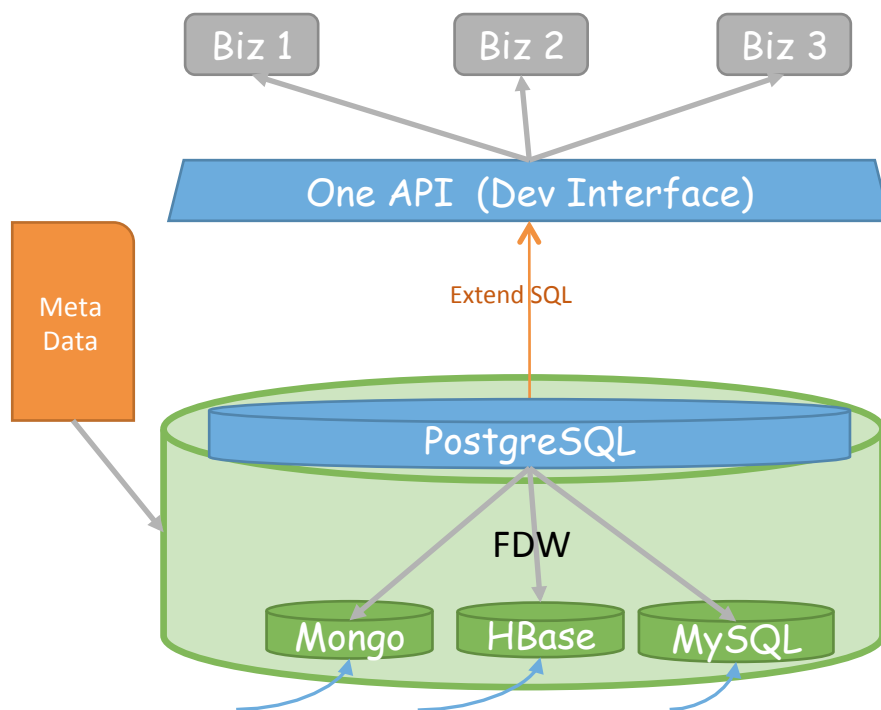 Biz 1
Biz 2
Biz 3
One API (Dev Interface)
Meta
Data
Extend SQL
PostgreSQL
FDW
Mongo
HBase
MySQL